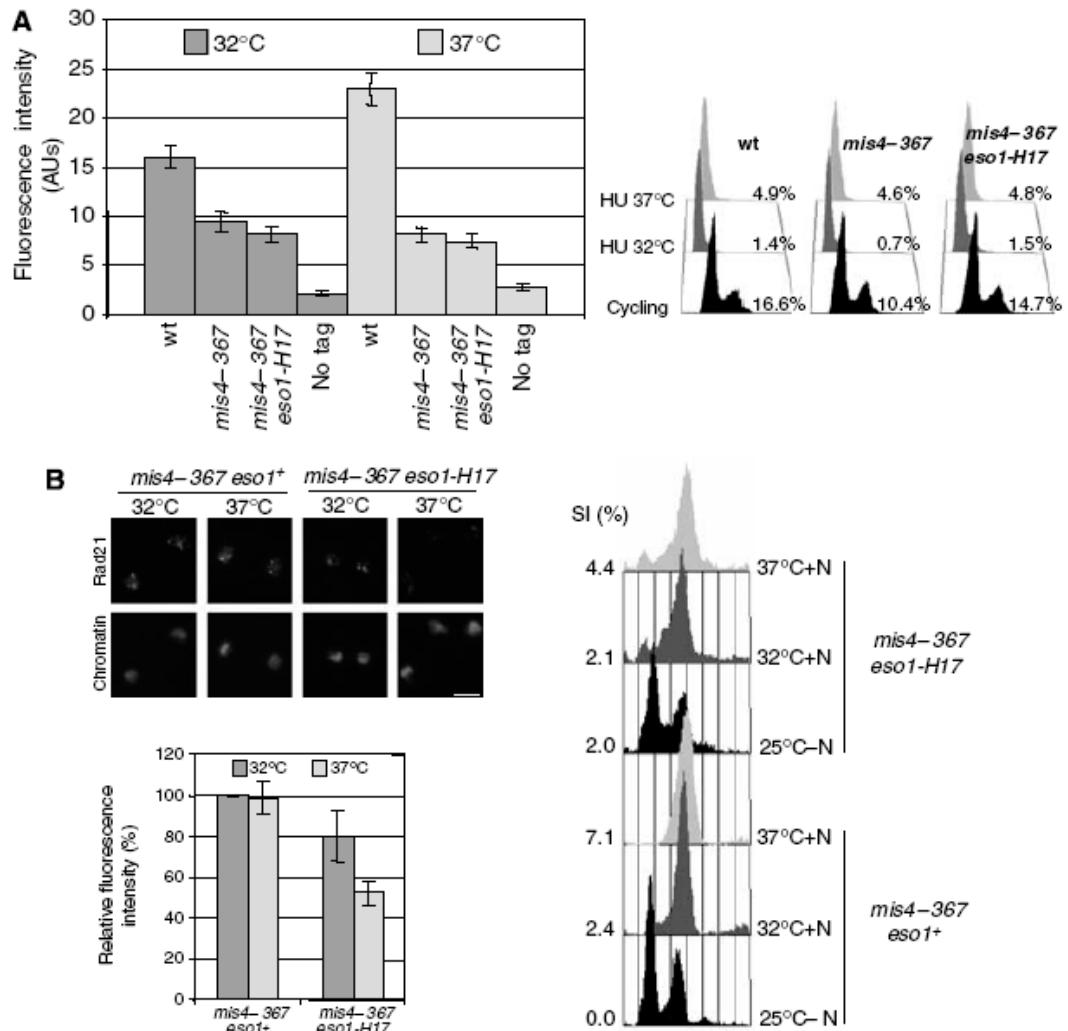 A
Fluorescence intensity
(AUs)
30
25
20
15
10
5
0
32°C
37°C
wt
mis4–367
mis4–367
eso1-H17
No tag
wt
mis4–367
mis4–367
eso1-H17
No tag
wt
mis4–367
mis4–367
eso1-H17
HU 37°C
4.9%
4.6%
4.8%
HU 32°C
1.4%
0.7%
1.5%
Cycling
16.6%
10.4%
14.7%
B
mis4–367 eso1+
mis4–367 eso1-H17
32°C
37°C
32°C
37°C
Rad21
Chromatin
Relative fluorescence
intensity (%)
120
100
80
60
40
20
0
32°C
37°C
mis4–367
eso1+
mis4–367
eso1-H17
SI (%)
4.4
37°C+N
2.1
32°C+N
2.0
25°C–N
mis4–367
eso1-H17
7.1
37°C+N
2.4
32°C+N
0.0
25°C– N
mis4–367
eso1+